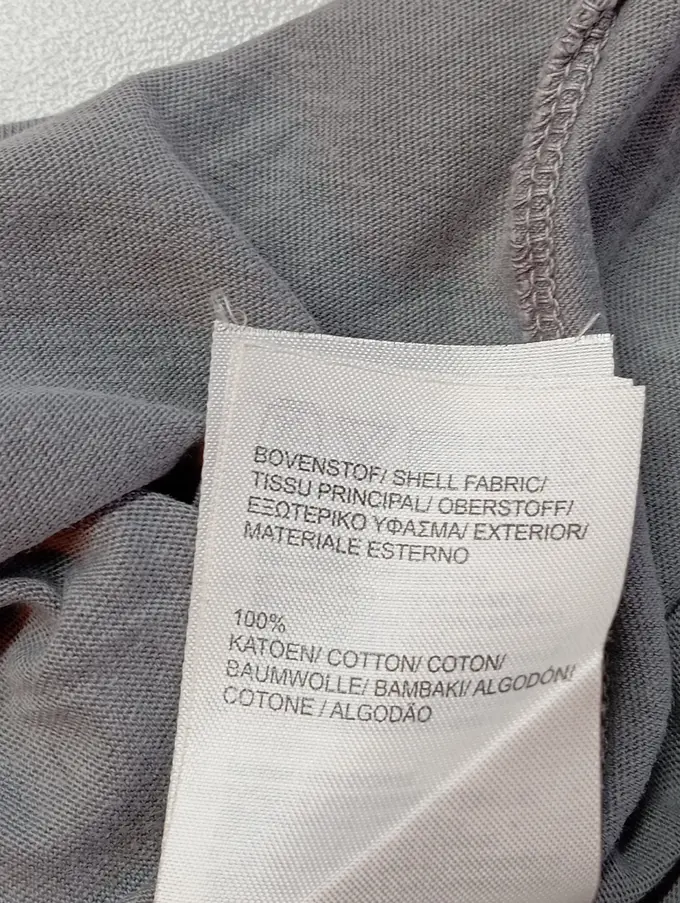 BOVENSTOF/ SHELL FABRIC/
TISSU PRINCIPAL/ OBERSTOFF/
ΕΞΩΤΕΡΙΚΟ ΥΦΑΣΜΑ/ EXTERIOR/
MATERIALE ESTERNO
100%
KATOEN/ COTTON/ COTON/
BAUMWOLLE/ BAMBAKI/ ALGODÓN/
COTONE / ALGODÃO